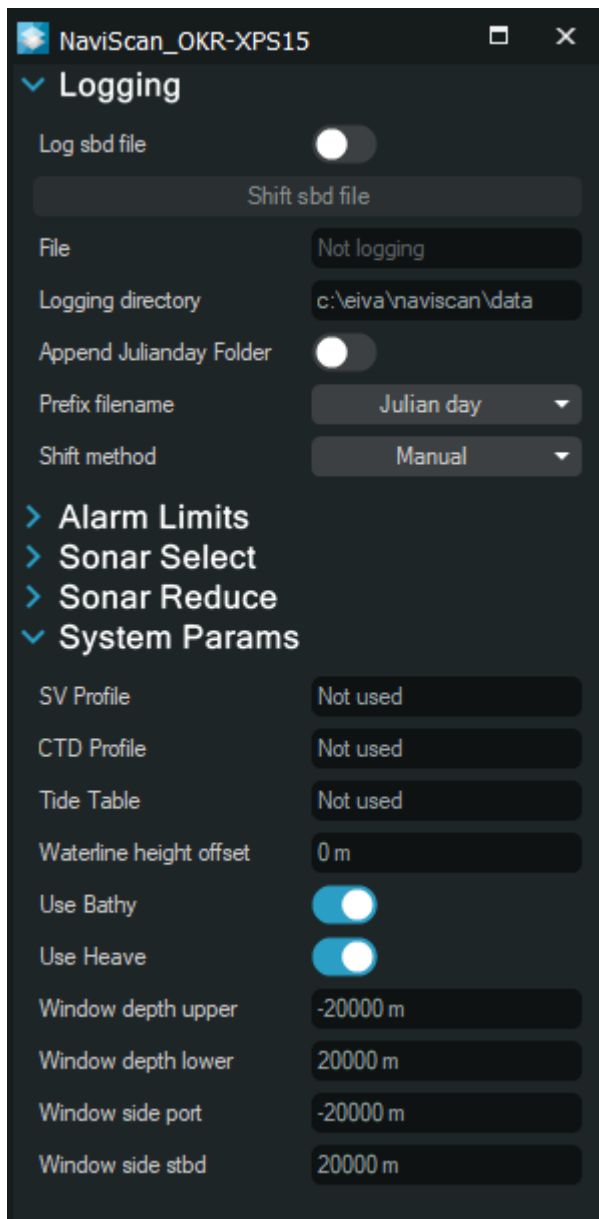 NaviScan_OKR-XPS15
Logging
Log sbd file
Shift sbd file
File Not logging
Logging directory c:\eiva\naviscan\data
Append Julianday Folder
Prefix filename Julian day
Shift method Manual
Alarm Limits
Sonar Select
Sonar Reduce
System Params
SV Profile Not used
CTD Profile Not used
Tide Table Not used
Waterline height offset 0 m
Use Bathy
Use Heave
Window depth upper -20000 m
Window depth lower 20000 m
Window side port -20000 m
Window side stbd 20000 m